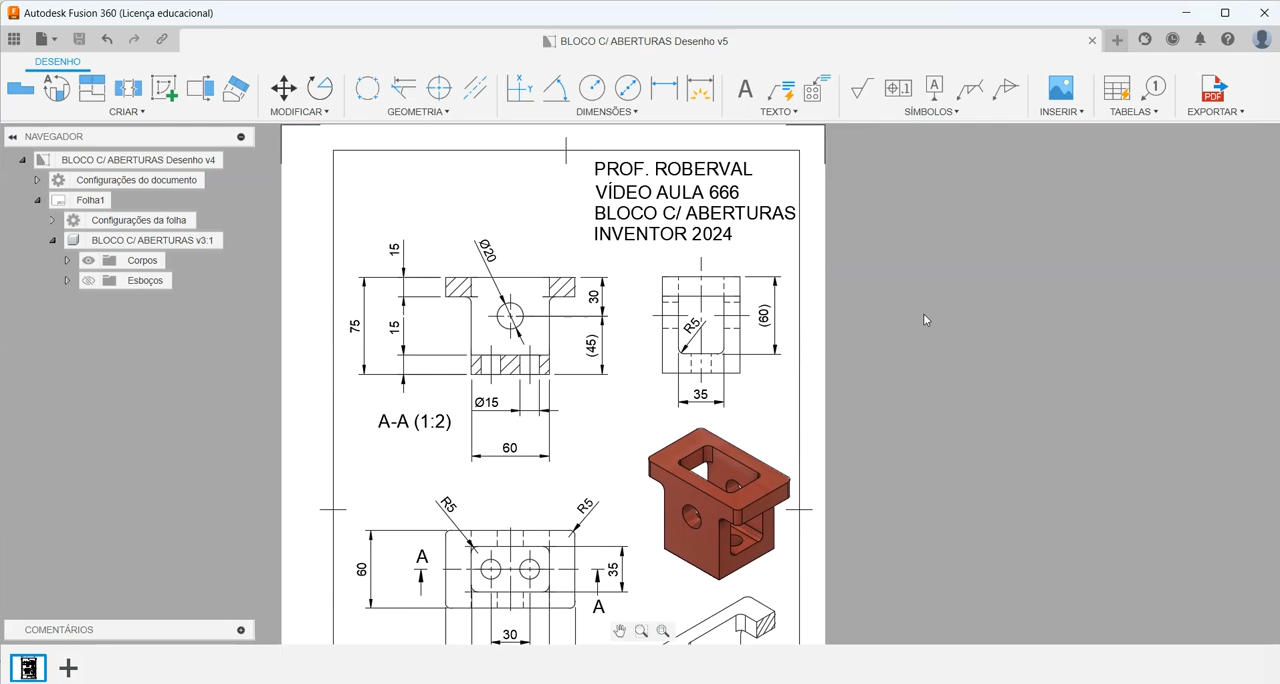 Autodesk Fusion 360 (Licença educacional)
BLOCO C/ ABERTURAS Desenho v5
DESENHO
CRIAR
MODIFICAR
GEOMETRIA
DIMENSÕES
TEXTO
SÍMBOLOS
INSERIR
TABELAS
EXPORTAR
PDF
NAVEGADOR
BLOCO C/ ABERTURAS Desenho v4
Configurações do documento
Folha1
Configurações da folha
BLOCO C/ ABERTURAS v3:1
Corpos
Esboços
PROF. ROBERVAL
VÍDEO AULA 666
BLOCO C/ ABERTURAS
INVENTOR 2024
15
Ø20
75
15
30
(45)
Ø15
60
A-A (1:2)
R5
(60)
35
R5
R5
60
A
A
35
30
COMENTÁRIOS